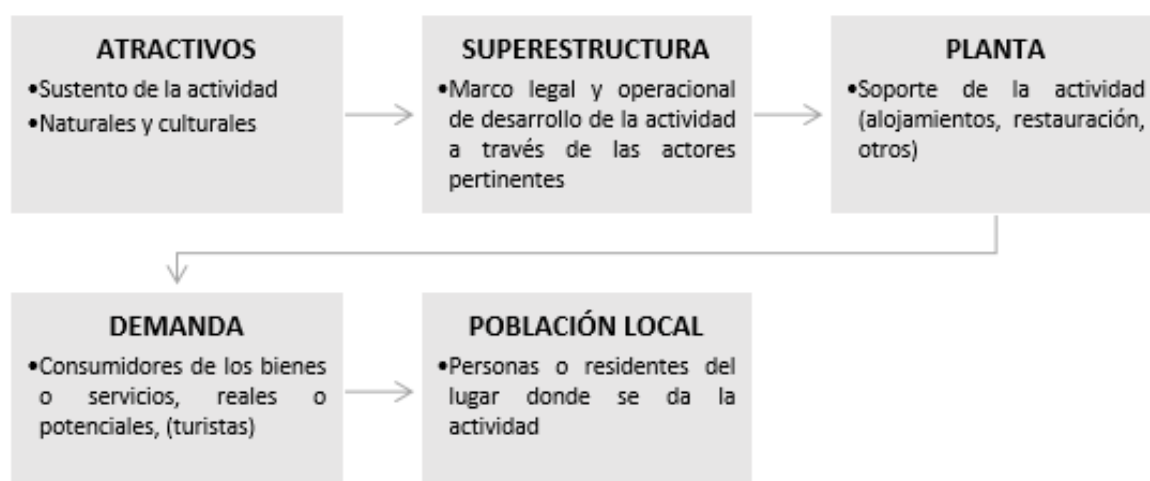 ATRACTIVOS
•Sustento de la actividad
•Naturales y culturales
SUPERESTRUCTURA
•Marco legal y operacional
de desarrollo de la actividad
a través de las actores
pertinentes
PLANTA
•Soporte de la actividad
(alojamientos, restauración,
otros)
DEMANDA
•Consumidores de los bienes
o servicios, reales o
potenciales, (turistas)
POBLACIÓN LOCAL
•Personas o residentes del
lugar donde se da la
actividad